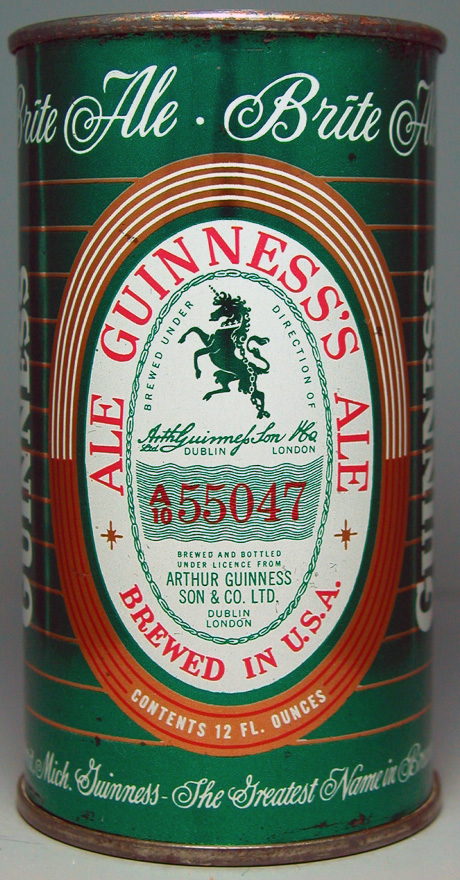 Brite Ale · Brite
GUINNESS'S
ALE ALE
BREWED UNDER DIRECTION OF
Arth Guinness Son & Co
Ltd
DUBLIN LONDON
A
10 55047
BREWED AND BOTTLED
UNDER LICENCE FROM
ARTHUR GUINNESS
SON & CO. LTD.
DUBLIN
LONDON
BREWED IN U.S.A.
CONTENTS 12 FL. OUNCES
GUINNESS
GUINNESS
Mich. Guinness - The Greatest Name in